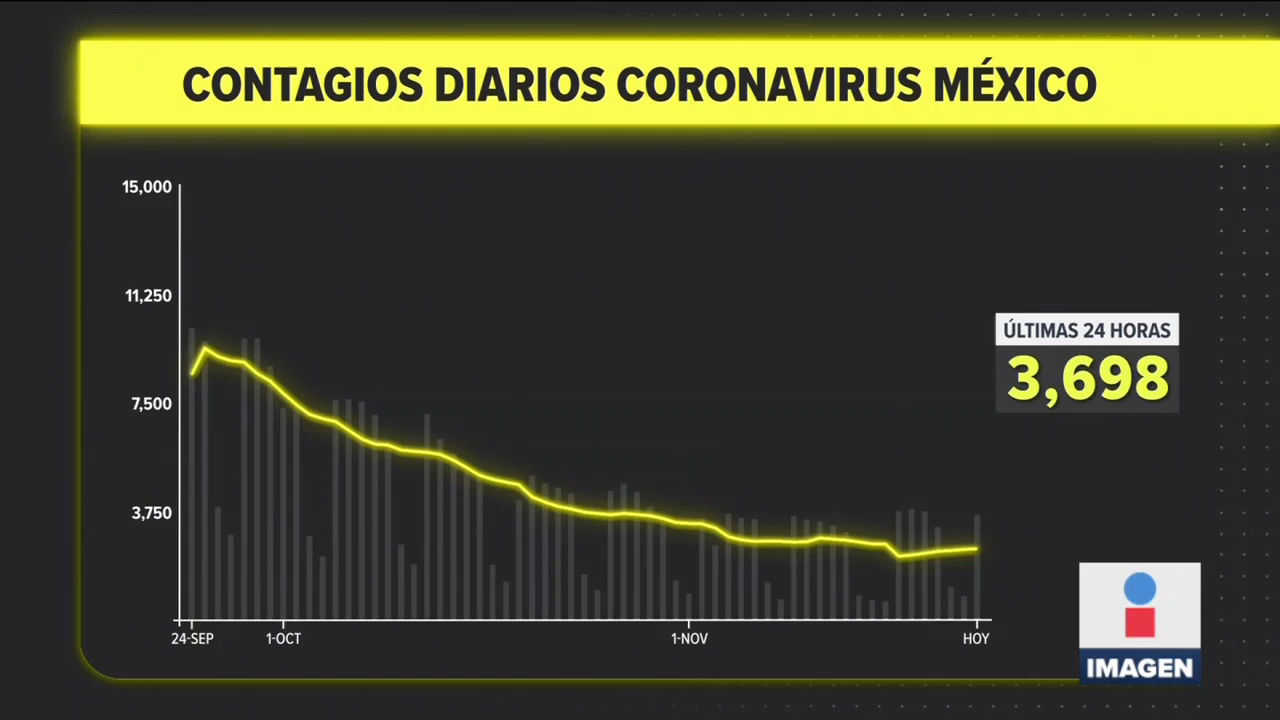 CONTAGIOS DIARIOS CORONAVIRUS MÉXICO
15,000
11,250
7,500
3,750
24-SEP
1-OCT
1-NOV
HOY
ÚLTIMAS 24 HORAS
3,698
IMAGEN